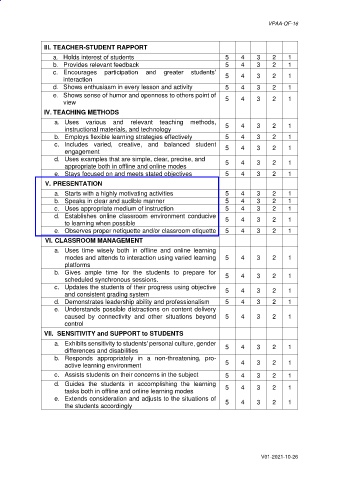 VPAA-QF-16
III. TEACHER-STUDENT RAPPORT
a. Holds interest of students 5 4 3 2 1
b. Provides relevant feedback 5 4 3 2 1
c. Encourages participation and greater students'
interaction 5 4 3 2 1
d. Shows enthusiasm in every lesson and activity 5 4 3 2 1
e. Shows sense of humor and openness to others point of
view 5 4 3 2 1
IV. TEACHING METHODS
a. Uses various and relevant teaching methods,
instructional materials, and technology 5 4 3 2 1
b. Employs flexible learning strategies effectively 5 4 3 2 1
c. Includes varied, creative, and balanced student
engagement 5 4 3 2 1
d. Uses examples that are simple, clear, precise, and
appropriate both in offline and online modes 5 4 3 2 1
e. Stays focused on and meets stated objectives 5 4 3 2 1
V. PRESENTATION
a. Starts with a highly motivating activities 5 4 3 2 1
b. Speaks in clear and audible manner 5 4 3 2 1
c. Uses appropriate medium of instruction 5 4 3 2 1
d. Establishes online classroom environment conducive
to learning when possible 5 4 3 2 1
e. Observes proper netiquette and/or classroom etiquette 5 4 3 2 1
VI. CLASSROOM MANAGEMENT
a. Uses time wisely both in offline and online learning
modes and attends to interaction using varied learning
platforms 5 4 3 2 1
b. Gives ample time for the students to prepare for
scheduled synchronous sessions. 5 4 3 2 1
c. Updates the students of their progress using objective
and consistent grading system 5 4 3 2 1
d. Demonstrates leadership ability and professionalism 5 4 3 2 1
e. Understands possible distractions on content delivery
caused by connectivity and other situations beyond
control 5 4 3 2 1
VII. SENSITIVITY and SUPPORT to STUDENTS
a. Exhibits sensitivity to students' personal culture, gender
differences and disabilities 5 4 3 2 1
b. Responds appropriately in a non-threatening, pro-
active learning environment 5 4 3 2 1
c. Assists students on their concerns in the subject 5 4 3 2 1
d. Guides the students in accomplishing the learning
tasks both in offline and online modes 5 4 3 2 1
e. Extends consideration and adjusts to the situations of
the students accordingly 5 4 3 2 1
V01-2021-10-26